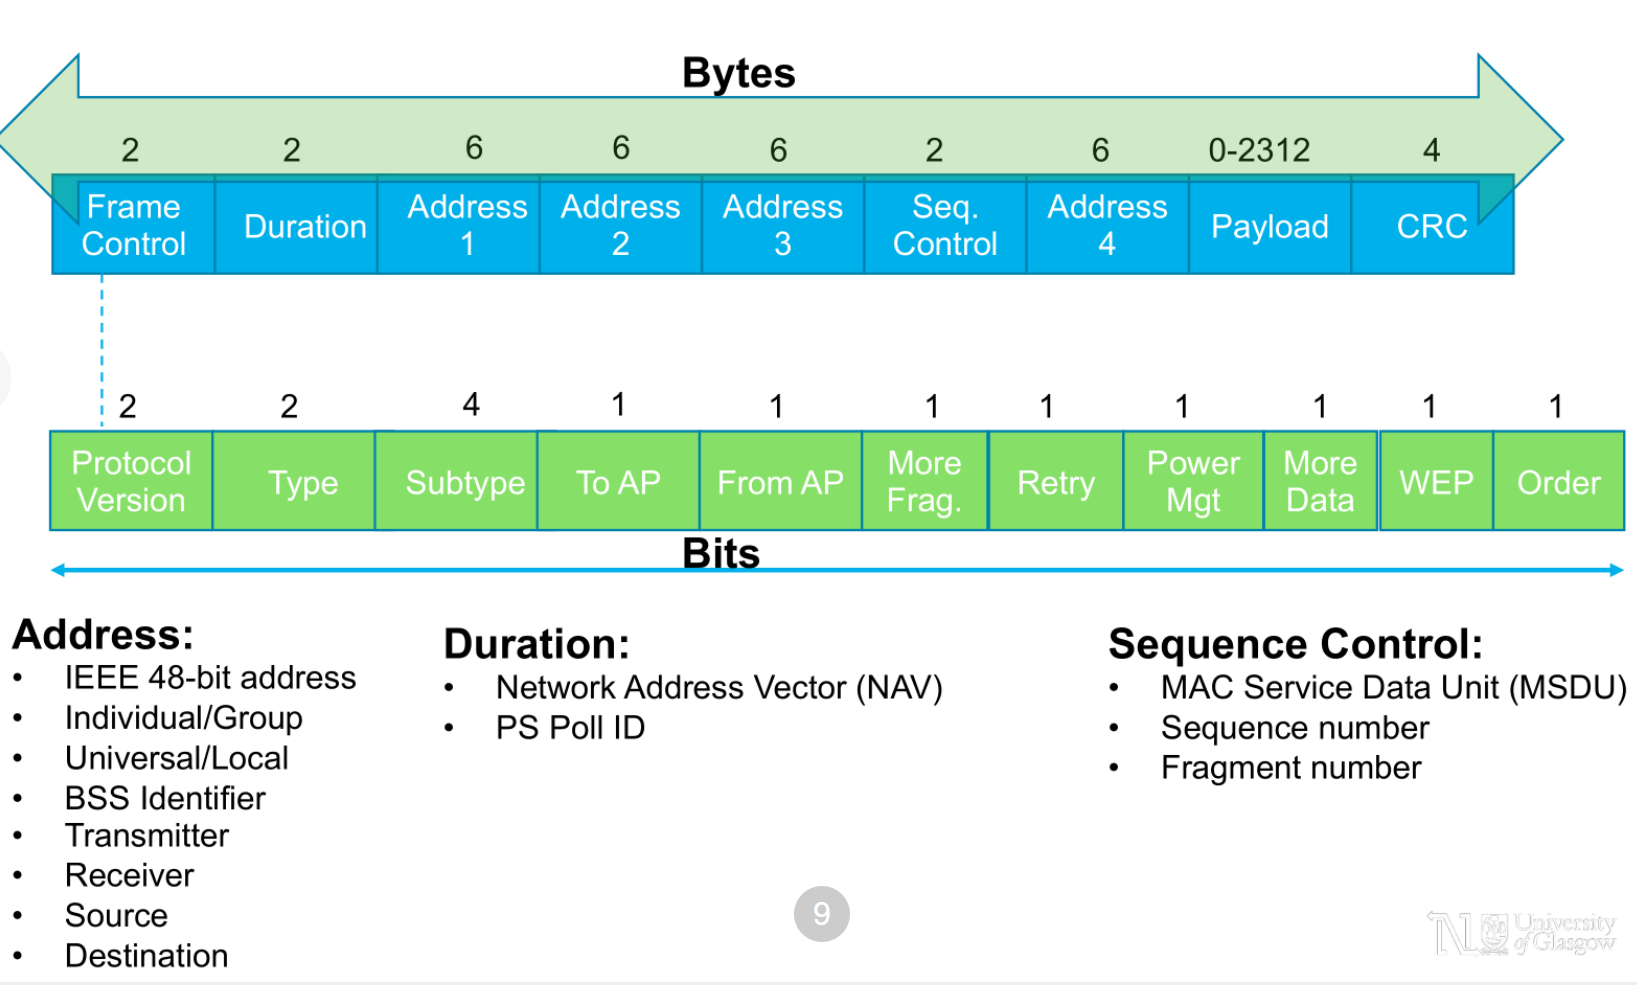 Bytes
2 2 6 6 6 2 6 0-2312 4
Frame Control
Duration
Address 1
Address 2
Address 3
Seq. Control
Address 4
Payload
CRC
2 2 4 1 1 1 1 1 1 1 1
Protocol Version
Type
Subtype
To AP
From AP
More Frag.
Retry
Power Mgt
More Data
WEP
Order
Bits
Address:
• IEEE 48-bit address
• Individual/Group
• Universal/Local
• BSS Identifier
• Transmitter
• Receiver
• Source
• Destination
Duration:
• Network Address Vector (NAV)
• PS Poll ID
Sequence Control:
• MAC Service Data Unit (MSDU)
• Sequence number
• Fragment number
9
University
of Glasgow